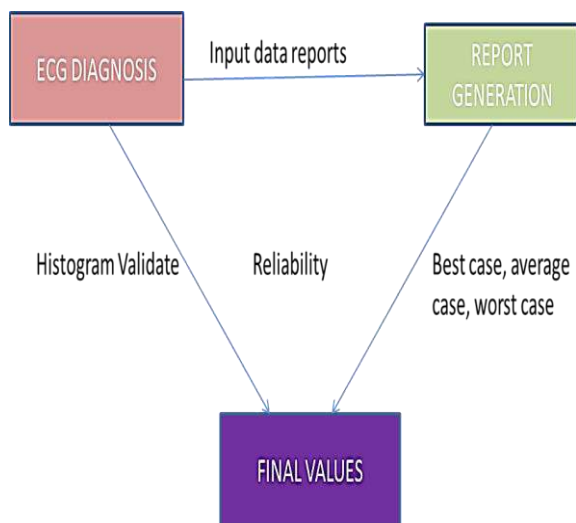 ECG DIAGNOSIS
Input data reports
REPORT
GENERATION
Histogram Validate
Reliability
Best case, average
case, worst case
FINAL VALUES